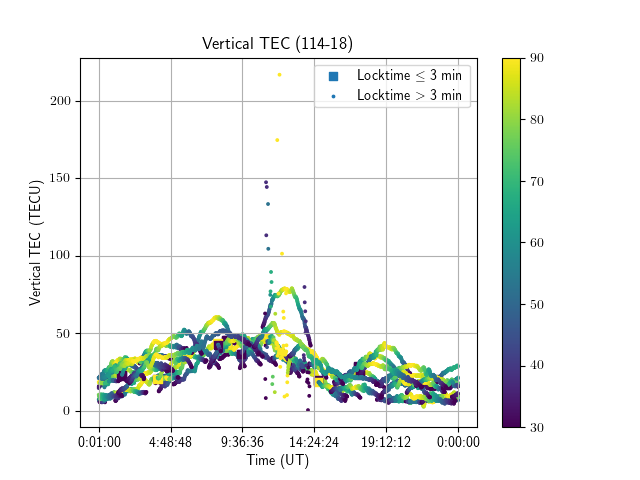 Vertical TEC (114-18)
Locktime ≤ 3 min
Locktime > 3 min
200
150
100
50
0
Vertical TEC (TECU)
0:01:00 4:48:48 9:36:36 14:24:24 19:12:12 0:00:00
Time (UT)
90
80
70
60
50
40
30